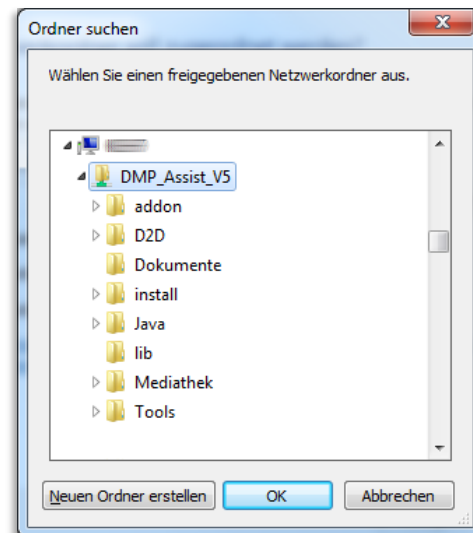 Ordner suchen
Wählen Sie einen freigegebenen Netzwerkordner aus.
DMP_Assist_V5
addon
D2D
Dokumente
install
Java
lib
Mediathek
Tools
Neuen Ordner erstellen
OK
Abbrechen